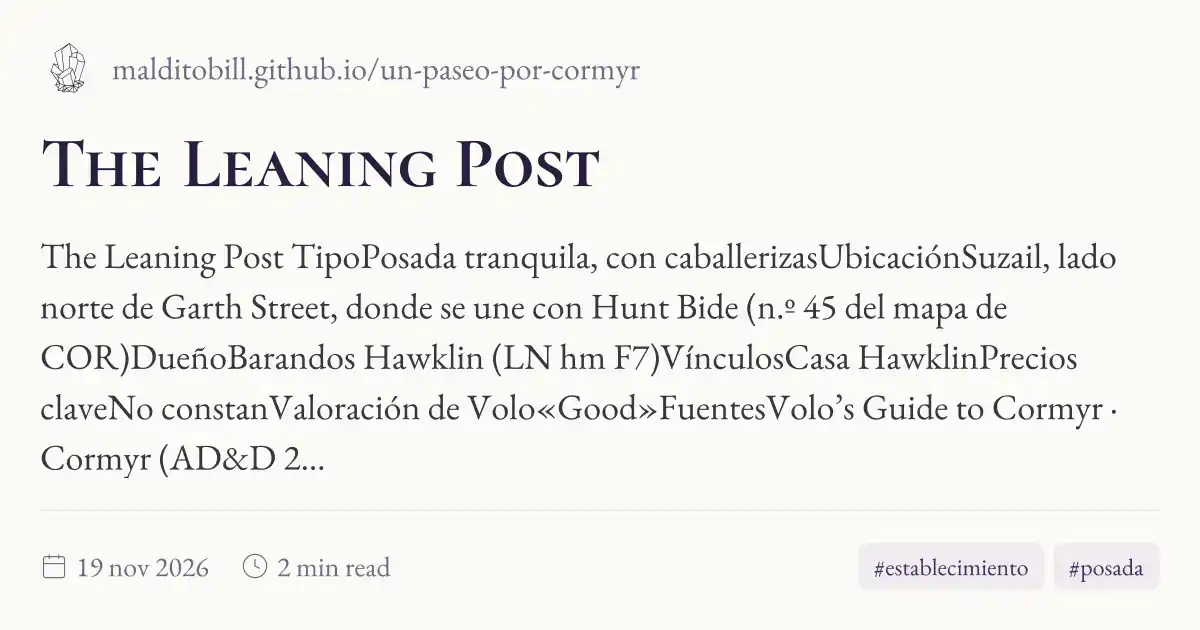 malditobill.github.io/un-paseo-por-cormyr
The Leaning Post
The Leaning Post TipoPosada tranquila, con caballerizasUbicaciónSuzail, lado
norte de Garth Street, donde se une con Hunt Bide (n.º 45 del mapa de
COR)DueñoBarandos Hawklin (LN hm F7)VínculosCasa HawklinPrecios
claveNo constanValoración de Volo«Good»FuentesVolo’s Guide to Cormyr ·
Cormyr (AD&D 2...
19 nov 2026 2 min read #establecimiento #posada